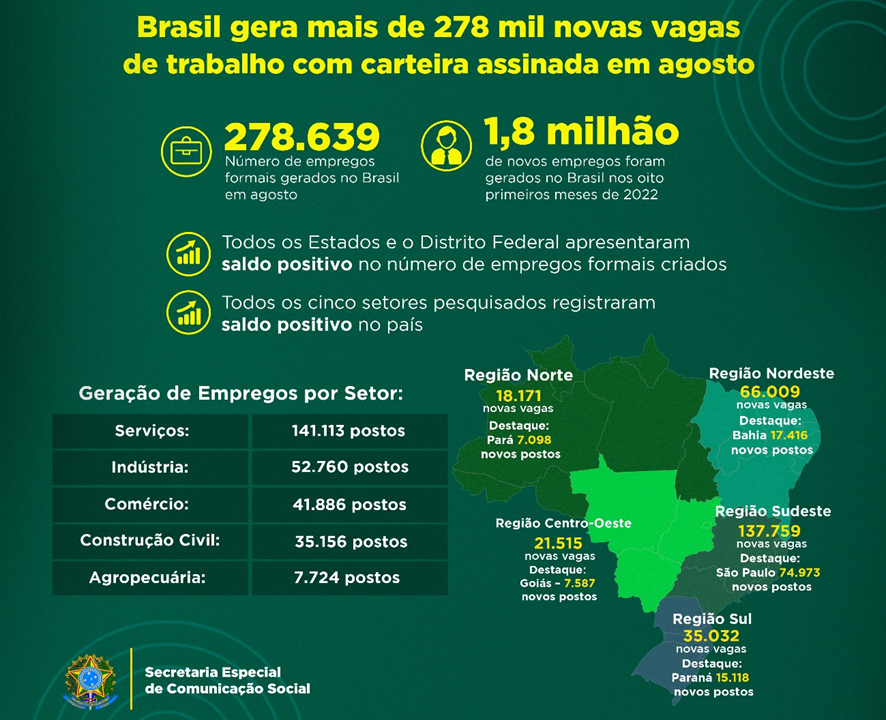 Brasil gera mais de 278 mil novas vagas
de trabalho com carteira assinada em agosto
278.639
Número de empregos
formais gerados no Brasil
em agosto
1,8 milhão
de novos empregos foram
gerados no Brasil nos oito
primeiros meses de 2022
Todos os Estados e o Distrito Federal apresentaram
saldo positivo no número de empregos formais criados
Todos os cinco setores pesquisados registraram
saldo positivo no país
Geração de Empregos por Setor:
Serviços: 141.113 postos
Indústria: 52.760 postos
Comércio: 41.886 postos
Construção Civil: 35.156 postos
Agropecuária: 7.724 postos
Região Norte
18.171
novas vagas
Destaque:
Pará 7.098
novos postos
Região Nordeste
66.009
novas vagas
Destaque:
Bahia 17.416
novos postos
Região Centro-Oeste
21.515
novas vagas
Destaque:
Goiás – 7.587
novos postos
Região Sudeste
137.759
novas vagas
Destaque:
São Paulo 74.973
novos postos
Região Sul
35.032
novas vagas
Destaque:
Paraná 15.118
novos postos
Secretaria Especial
de Comunicação Social